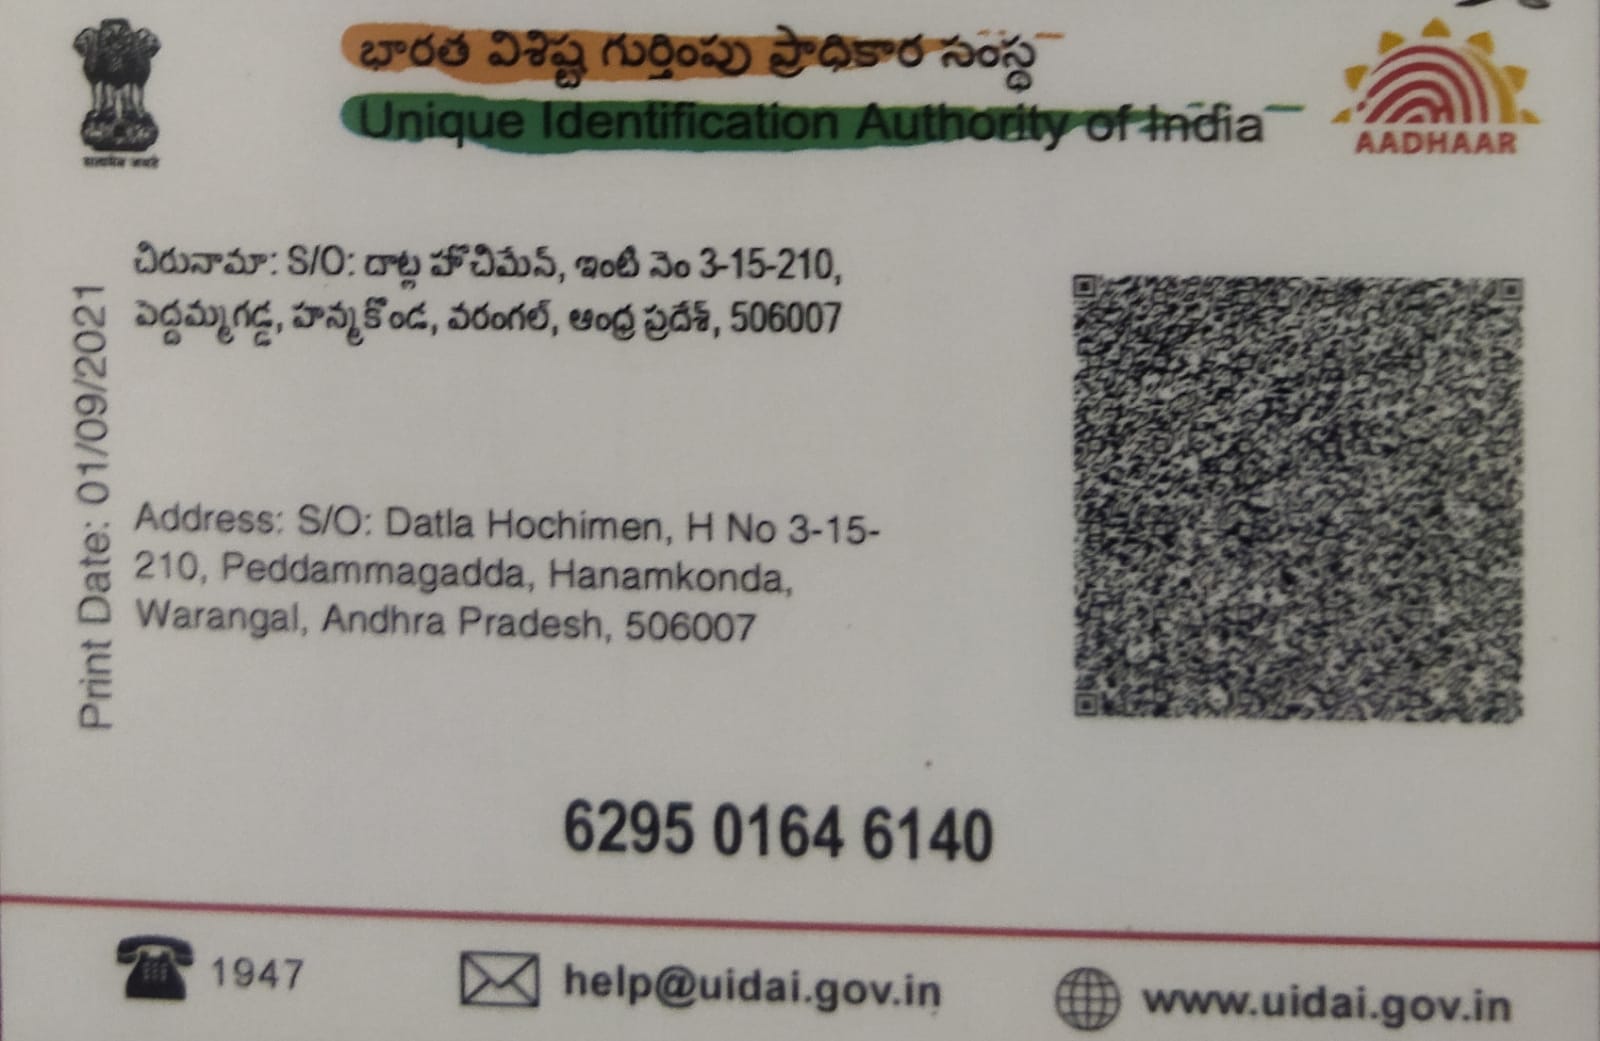 భారత విశిష్ట గుర్తింపు ప్రాధికార సంస్థ
Unique Identification Authority of India
AADHAAR
सत्यमेव जयते
చిరునామా: S/O: దాట్ల హొచిమేన్, ఇంటి నెం 3-15-210,
పెద్దమ్మగడ్డ, హన్మకొండ, వరంగల్, ఆంధ్ర ప్రదేశ్, 506007
Print Date: 01/09/2021
Address: S/O: Datla Hochimen, H No 3-15-
210, Peddammagadda, Hanamkonda,
Warangal, Andhra Pradesh, 506007
6295 0164 6140
1947
help@uidai.gov.in
www.uidai.gov.in